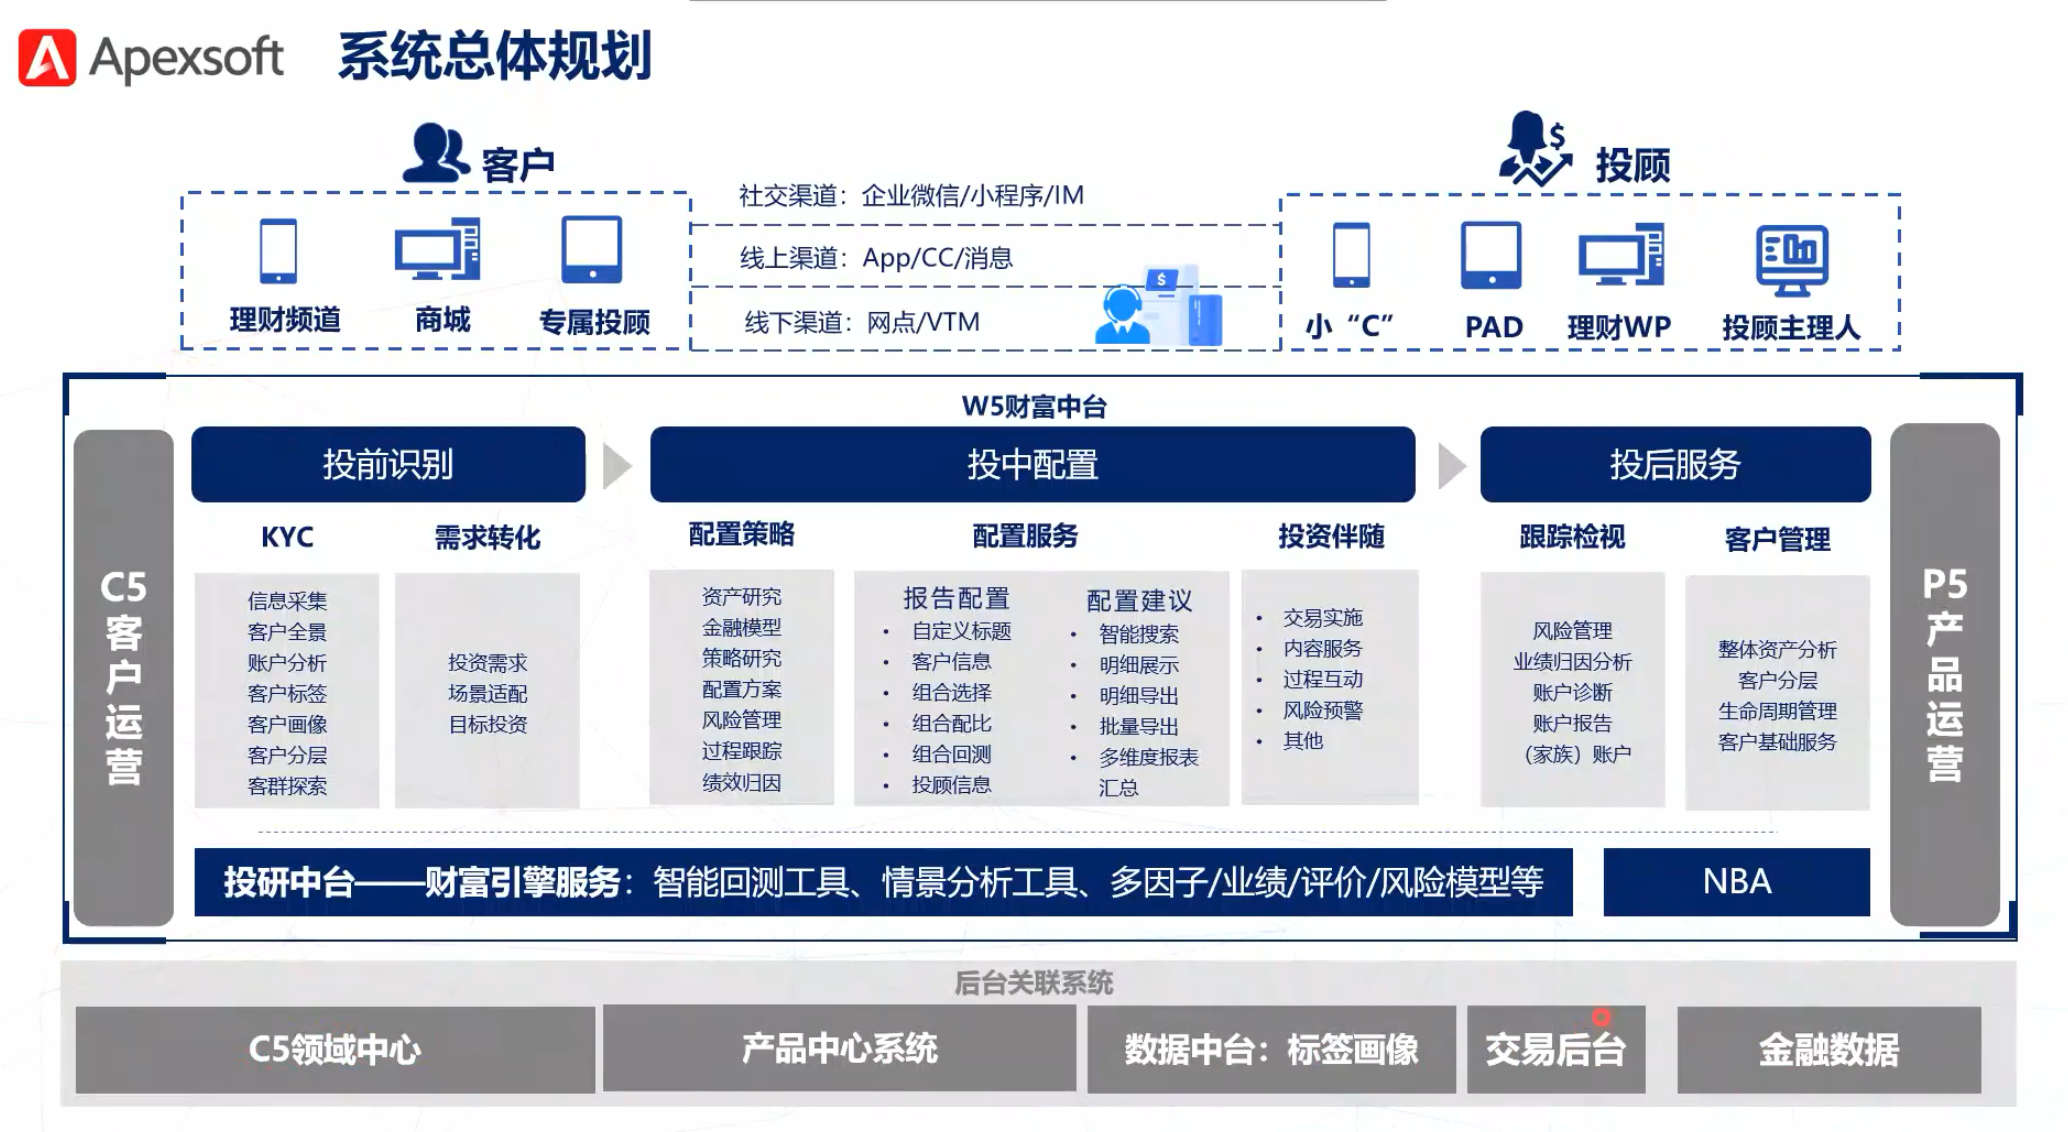 Apexsoft 系统总体规划
客户
投顾
社交渠道：企业微信/小程序/IM
线上渠道：App/CC/消息
线下渠道：网点/VTM
理财频道
商城
专属投顾
小“C”
PAD
理财WP
投顾主理人
W5财富中台
C5客户运营
投前识别
投中配置
投后服务
P5产品运营
KYC
信息采集
客户全景
账户分析
客户标签
客户画像
客户分层
客群探索
需求转化
投资需求
场景适配
目标投资
配置策略
资产研究
金融模型
策略研究
配置方案
风险管理
过程跟踪
绩效归因
配置服务
报告配置
• 自定义标题
• 客户信息
• 组合选择
• 组合配比
• 组合回测
• 投顾信息
配置建议
• 智能搜索
• 明细展示
• 明细导出
• 批量导出
• 多维度报表
汇总
投资伴随
• 交易实施
• 内容服务
• 过程互动
• 风险预警
• 其他
跟踪检视
风险管理
业绩归因分析
账户诊断
账户报告
（家族）账户
客户管理
整体资产分析
客户分层
生命周期管理
客户基础服务
投研中台——财富引擎服务：智能回测工具、情景分析工具、多因子/业绩/评价/风险模型等
NBA
后台关联系统
C5领域中心
产品中心系统
数据中台：标签画像
交易后台
金融数据